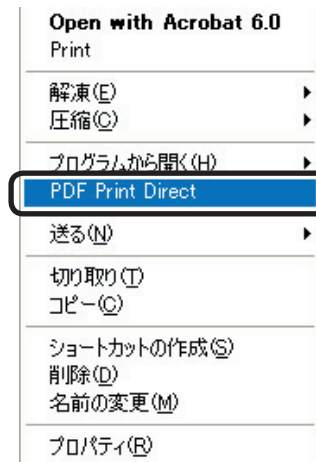 Open with Acrobat 6.0
Print
解凍(E)
圧縮(C)
プログラムから開く(H)
PDF Print Direct
送る(N)
切り取り(T)
コピー(C)
ショートカットの作成(S)
削除(D)
名前の変更(M)
プロパティ(R)